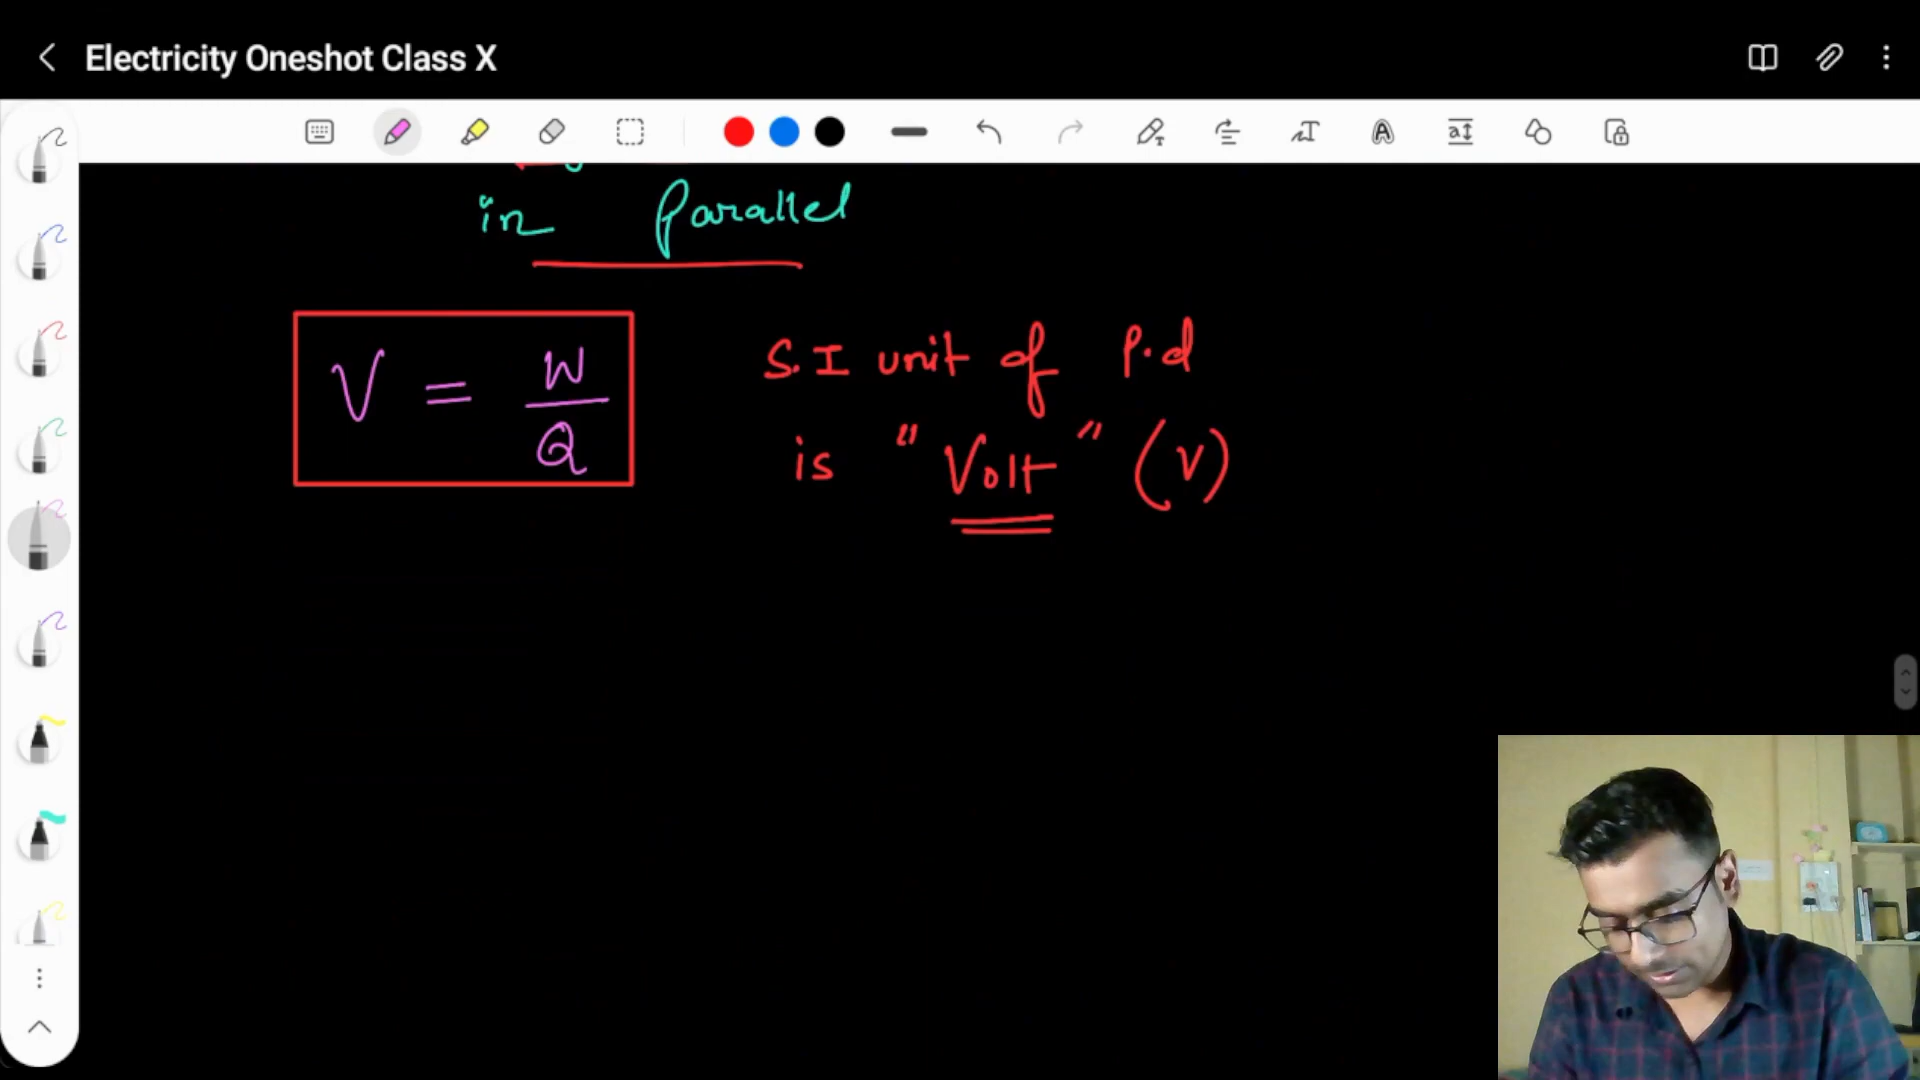 Electricity Oneshot Class X
in parallel
V = W/Q
S.I unit of P.d
is "Volt" (V)